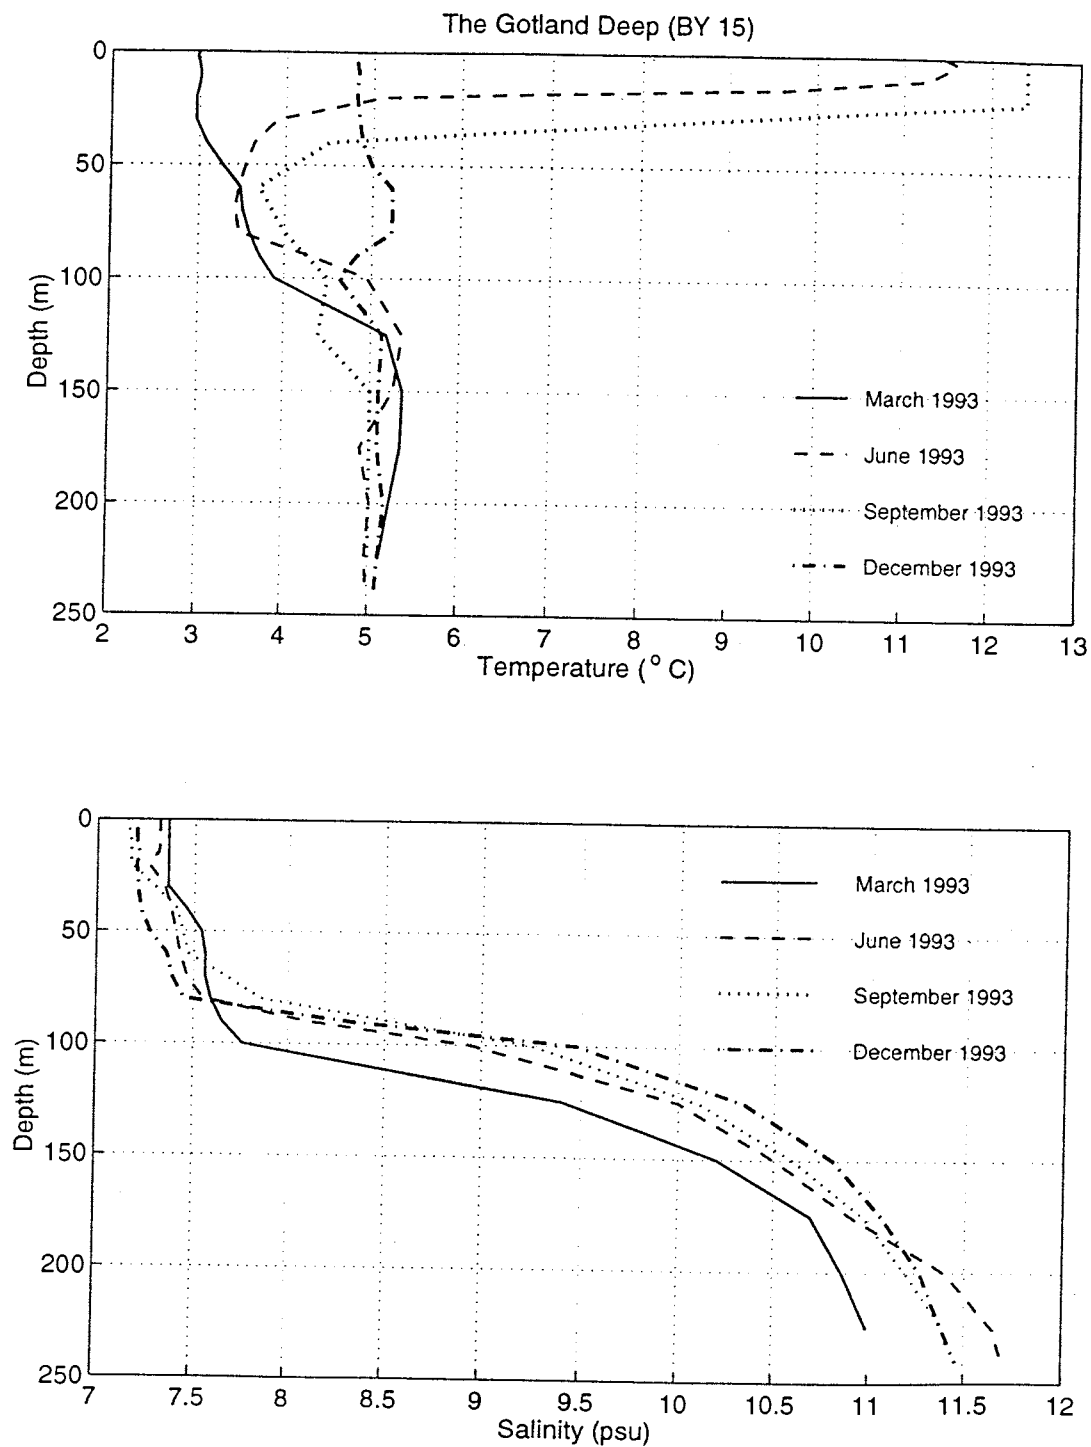 The Gotland Deep (BY 15)
0
50
100
150
200
250
Depth (m)
March 1993
June 1993
September 1993
December 1993
2 3 4 5 6 7 8 9 10 11 12 13
Temperature (° C)
0
50
100
150
200
250
Depth (m)
March 1993
June 1993
September 1993
December 1993
7 7.5 8 8.5 9 9.5 10 10.5 11 11.5 12
Salinity (psu)